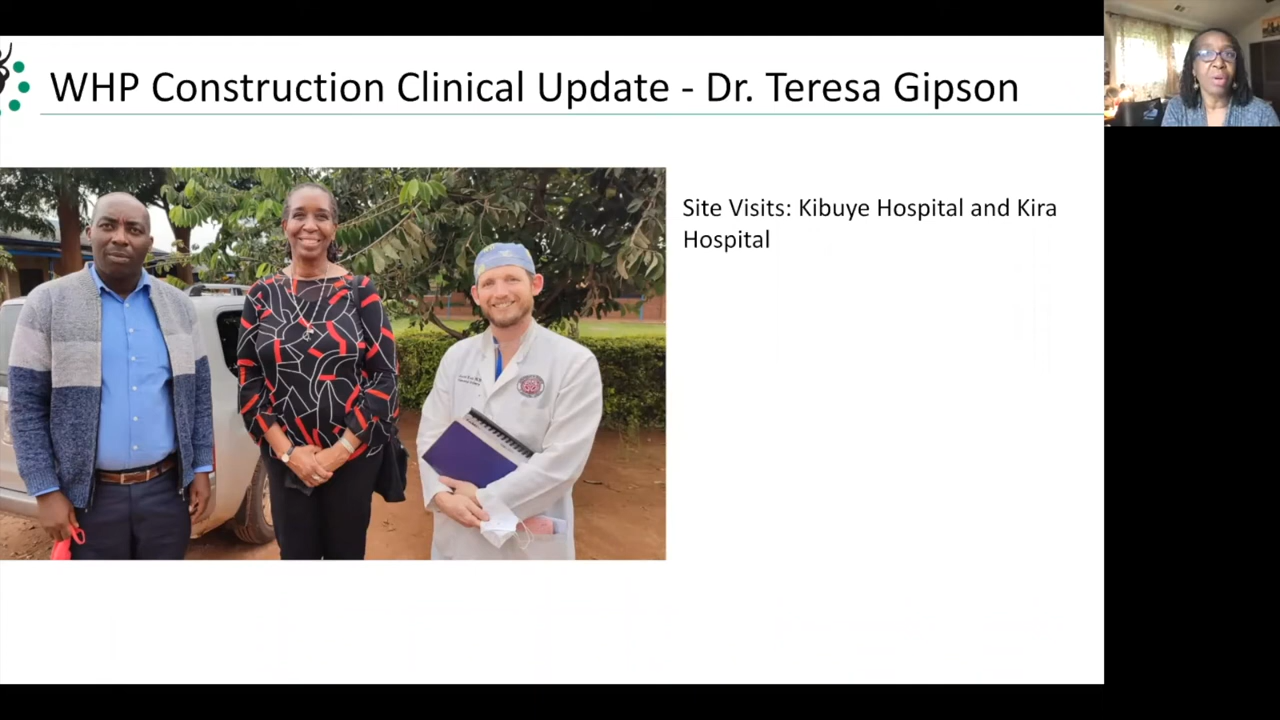 WHP Construction Clinical Update - Dr. Teresa Gipson
Site Visits: Kibuye Hospital and Kira
Hospital